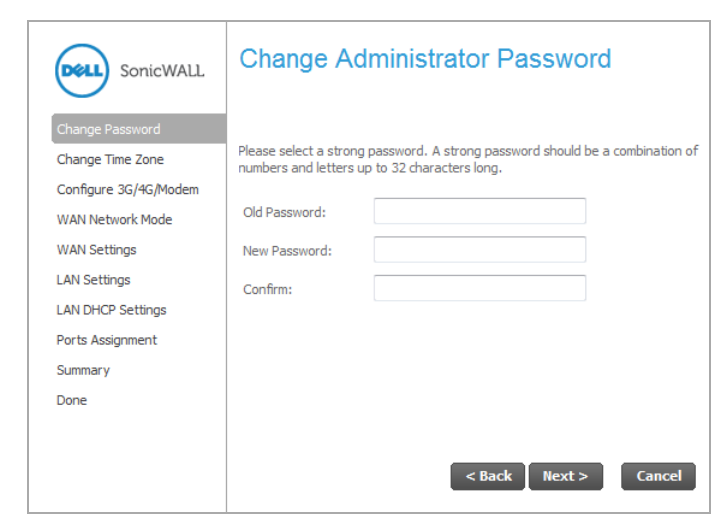 DELL SonicWALL
Change Password
Change Time Zone
Configure 3G/4G/Modem
WAN Network Mode
WAN Settings
LAN Settings
LAN DHCP Settings
Ports Assignment
Summary
Done
Change Administrator Password
Please select a strong password. A strong password should be a combination of
numbers and letters up to 32 characters long.
Old Password:
New Password:
Confirm:
< Back Next > Cancel